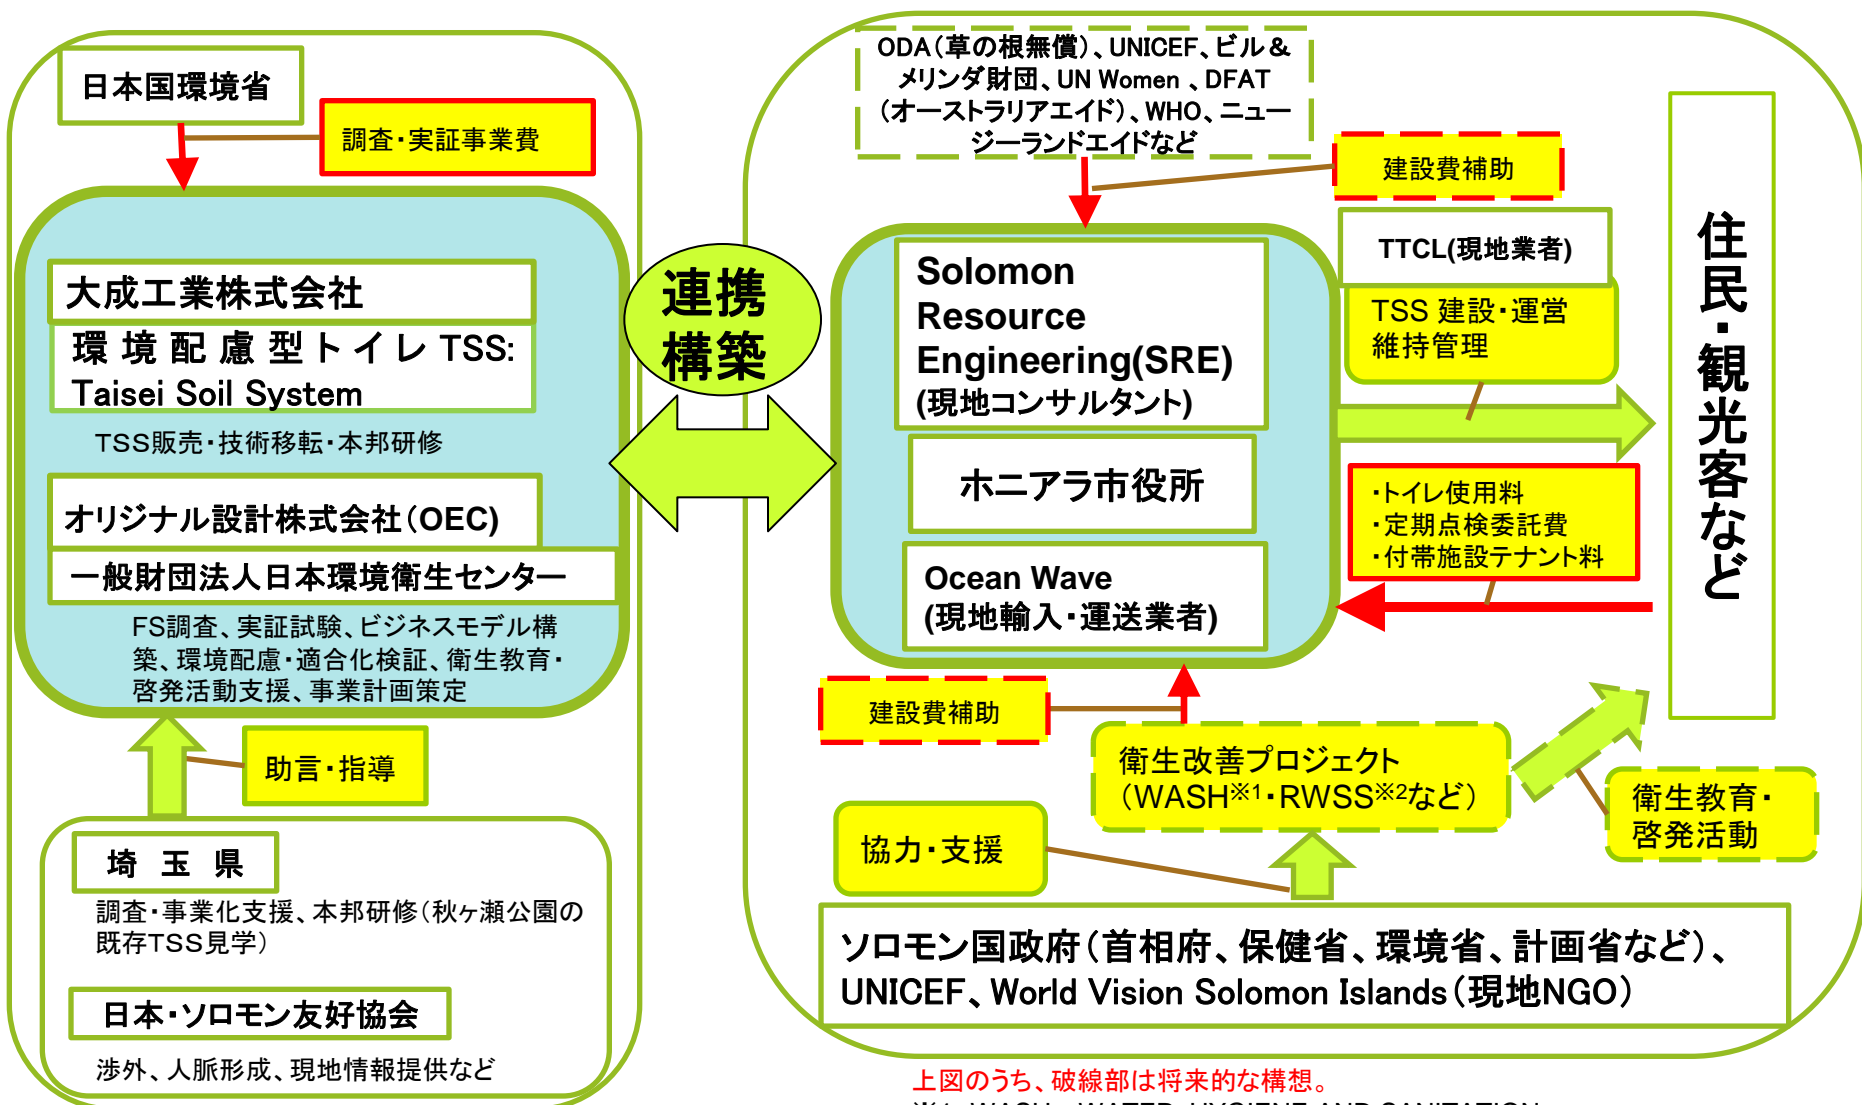 日本国環境省
調査・実証事業費
大成工業株式会社
環境配慮型トイレTSS:
Taisei Soil System
TSS販売・技術移転・本邦研修
オリジナル設計株式会社（OEC)
一般財団法人日本環境衛生センター
FS調査、実証試験、ビジネスモデル構
築、環境配慮・適合化検証、衛生教育・
啓発活動支援、事業計画策定
助言・指導
埼 玉 県
調査・事業化支援、本邦研修（秋ヶ瀬公園の
既存TSS見学）
日本・ソロモン友好協会
渉外、人脈形成、現地情報提供など
連携
構築
ODA（草の根無償）、UNICEF、ビル＆
メリンダ財団、UN Women 、DFAT
（オーストラリアエイド）、WHO、ニュー
ジーランドエイドなど
建設費補助
Solomon
Resource
Engineering(SRE)
(現地コンサルタント)
ホニアラ市役所
Ocean Wave
(現地輸入・運送業者)
TTCL(現地業者)
TSS 建設・運営
維持管理
・トイレ使用料
・定期点検委託費
・付帯施設テナント料
住民・観光客など
建設費補助
衛生改善プロジェクト
（WASH※1・RWSS※2など）
衛生教育・
啓発活動
協力・支援
ソロモン国政府（首相府、保健省、環境省、計画省など）、
UNICEF、World Vision Solomon Islands（現地NGO）
上図のうち、破線部は将来的な構想。